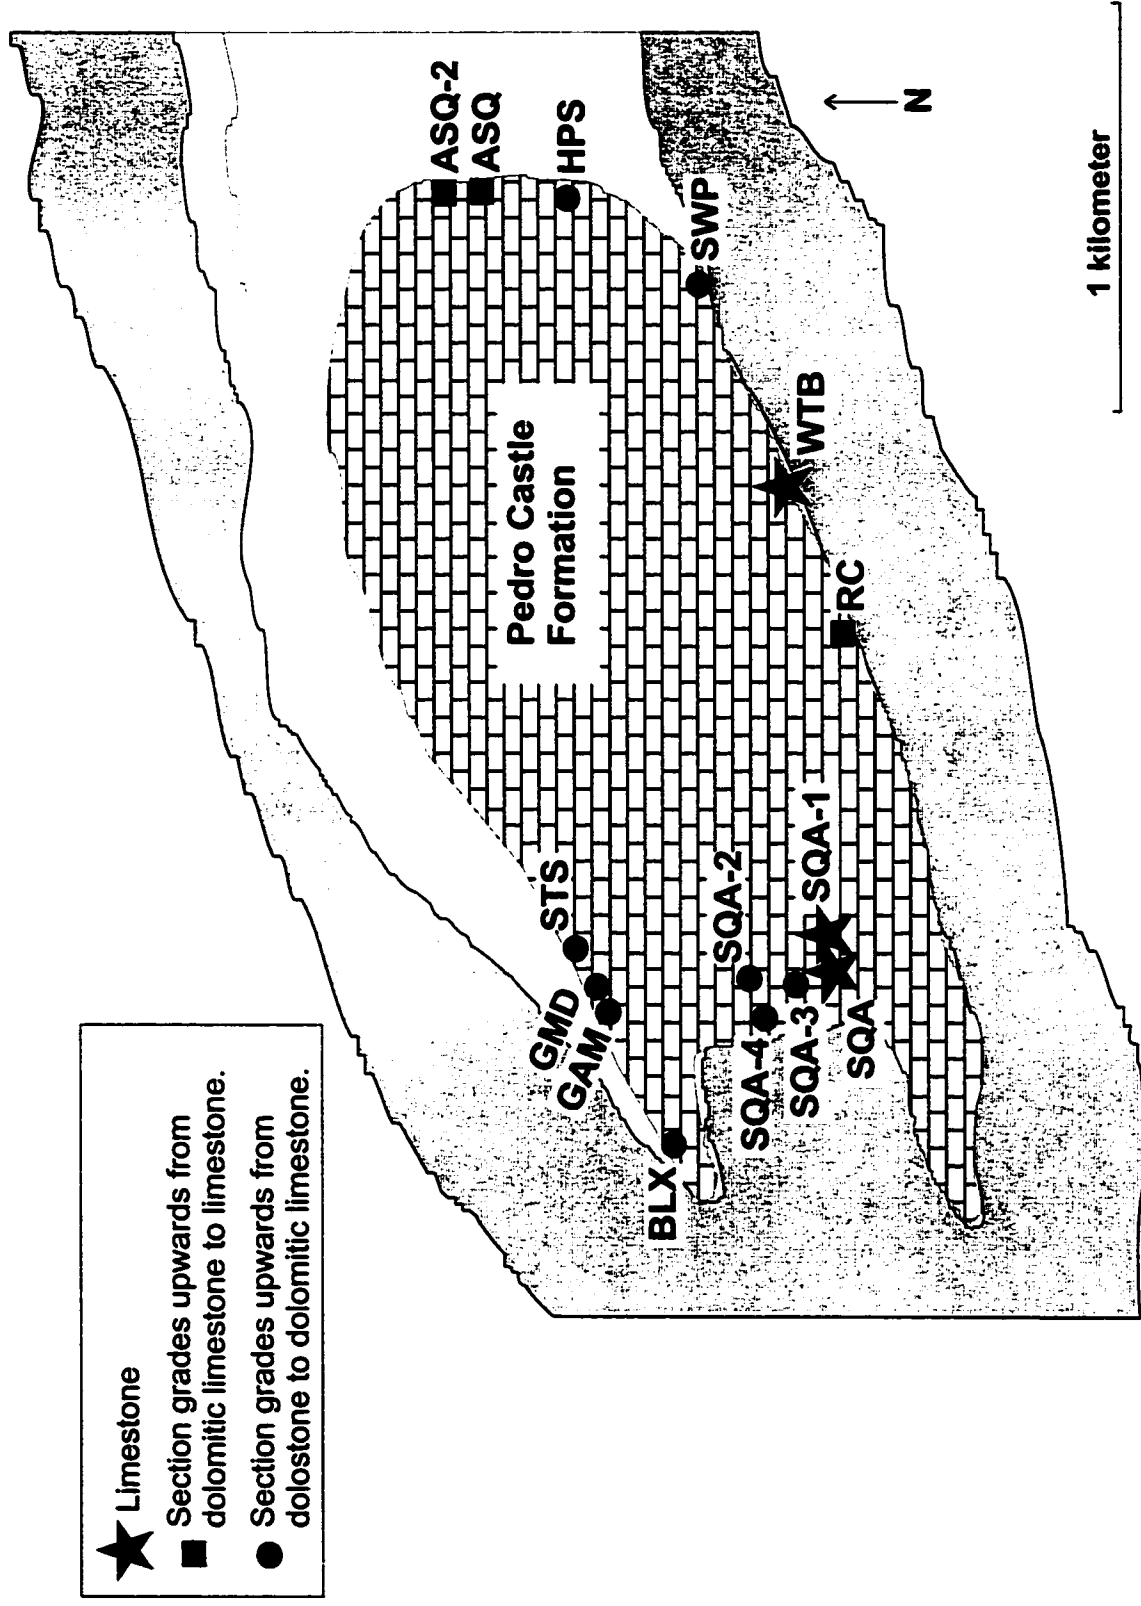 Limestone
Section grades upwards from
dolomitic limestone to limestone.
Section grades upwards from
dolostone to dolomitic limestone.
ASQ-2
ASQ
HPS
SWP
Pedro Castle
Formation
WTB
RC
STS
GMD
GAM
BLX
SQA-2
SQA-1
SQA-4
SQA-3
SQA
N
1 kilometer